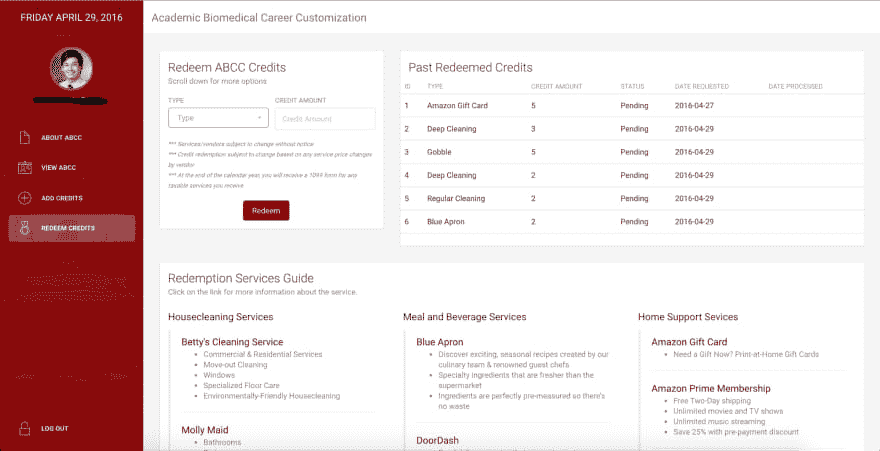 FRIDAY APRIL 29, 2016
Academic Biomedical Career Customization
ABOUT ABCC
VIEW ABCC
ADD CREDITS
REDEEM CREDITS
LOG OUT
Redeem ABCC Credits
Scroll down for more options
TYPE CREDIT AMOUNT
Type Credit Amount
*** Services/vendors subject to change without notice
*** Credit redemption subject to change based on any service price changes
by vendor
*** At the end of the calendar year, you will receive a 1099 form for any
taxable services you receive
Redeem
Past Redeemed Credits
ID TYPE CREDIT AMOUNT STATUS DATE REQUESTED DATE PROCESSED
1 Amazon Gift Card 5 Pending 2016-04-27
2 Deep Cleaning 3 Pending 2016-04-29
3 Gobble 5 Pending 2016-04-29
4 Deep Cleaning 2 Pending 2016-04-29
5 Regular Cleaning 2 Pending 2016-04-29
6 Blue Apron 2 Pending 2016-04-29
Redemption Services Guide
Click on the link for more information about the service.
Housecleaning Services
Betty's Cleaning Service
Commercial & Residential Services
Move-out Cleaning
Windows
Specialized Floor Care
Environmentally-Friendly Housecleaning
Molly Maid
Bathrooms
Meal and Beverage Services
Blue Apron
Discover exciting, seasonal recipes created by our
culinary team & renowned guest chefs
Specialty ingredients that are fresher than the
supermarket
Ingredients are perfectly pre-measured so there's
no waste
DoorDash
Home Support Sevices
Amazon Gift Card
Need a Gift Now? Print-at-Home Gift Cards
Amazon Prime Membership
Free Two-Day shipping
Unlimited movies and TV shows
Unlimited music streaming
Save 25% with pre-payment discount